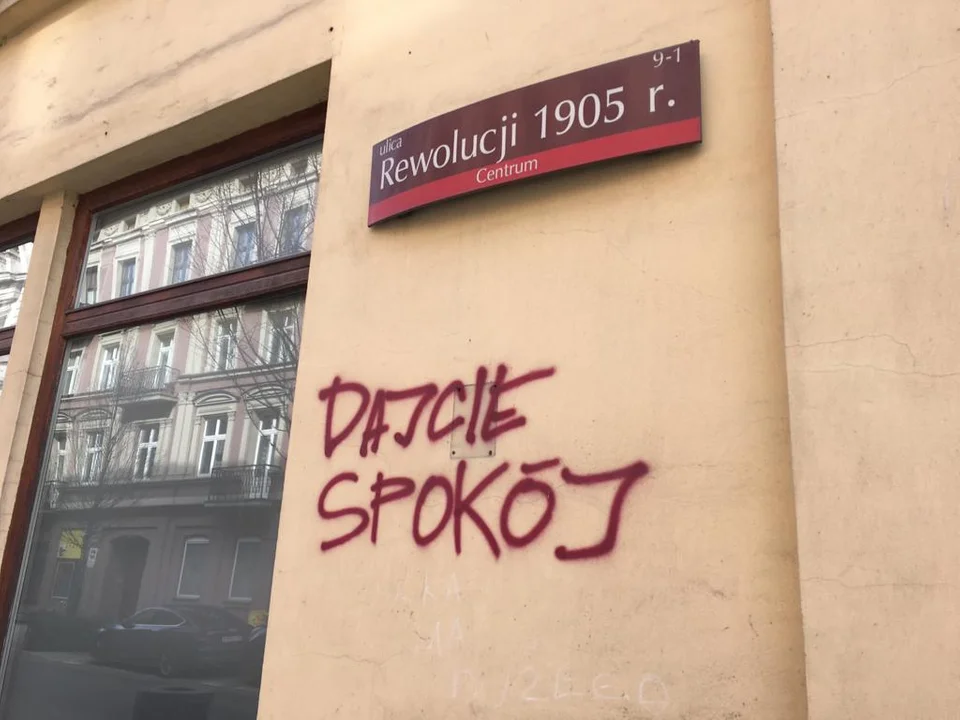 9-1
ulica
Rewolucji 1905 r.
Centrum
DAJCIE
SPOKÓJ